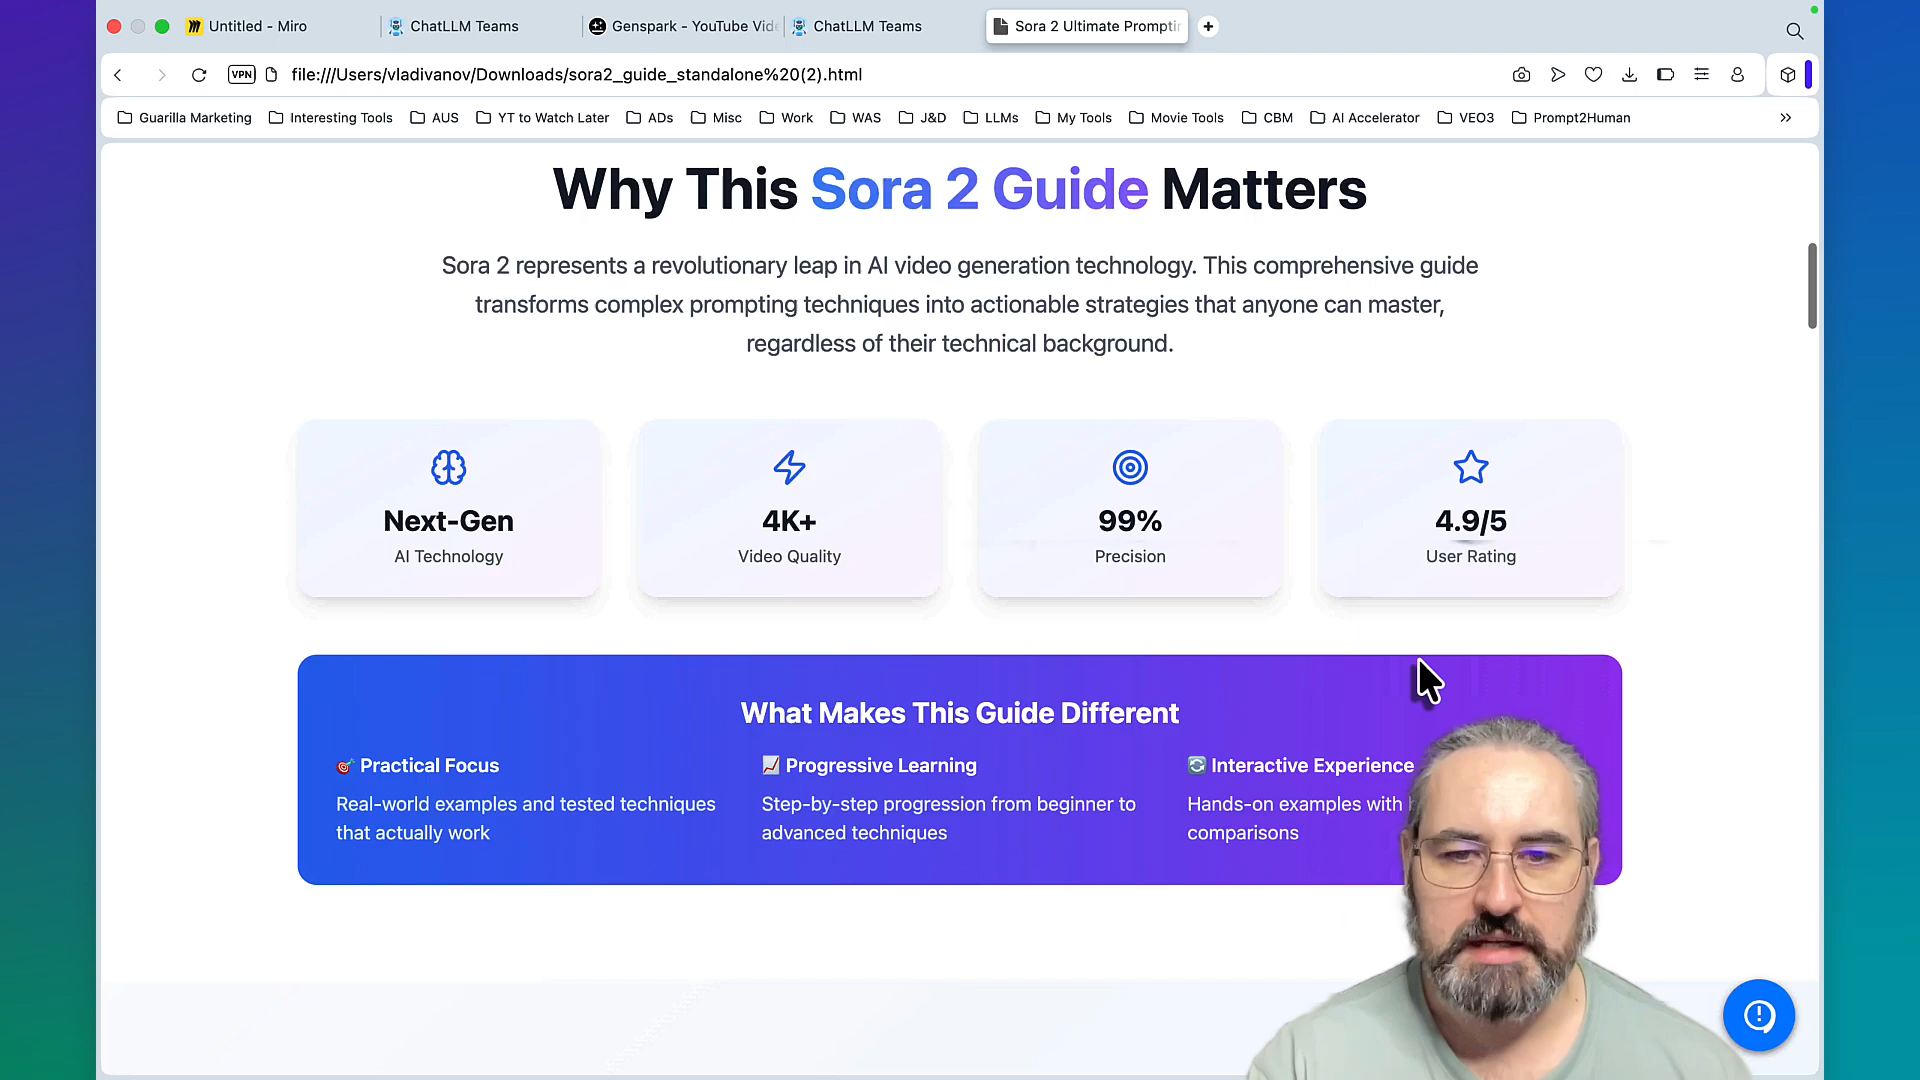 Untitled - Miro
ChatLLM Teams
Genspark - YouTube Vid
ChatLLM Teams
Sora 2 Ultimate Promptin
VPN
file:///Users/vladivanov/Downloads/sora2_guide_standalone%20(2).html
Guarilla Marketing
Interesting Tools
AUS
YT to Watch Later
ADs
Misc
Work
WAS
J&D
LLMs
My Tools
Movie Tools
CBM
AI Accelerator
VEO3
Prompt2Human
Why This Sora 2 Guide Matters
Sora 2 represents a revolutionary leap in AI video generation technology. This comprehensive guide
transforms complex prompting techniques into actionable strategies that anyone can master,
regardless of their technical background.
Next-Gen
AI Technology
4K+
Video Quality
99%
Precision
4.9/5
User Rating
What Makes This Guide Different
Practical Focus
Real-world examples and tested techniques
that actually work
Progressive Learning
Step-by-step progression from beginner to
advanced techniques
Interactive Experience
Hands-on examples with
comparisons